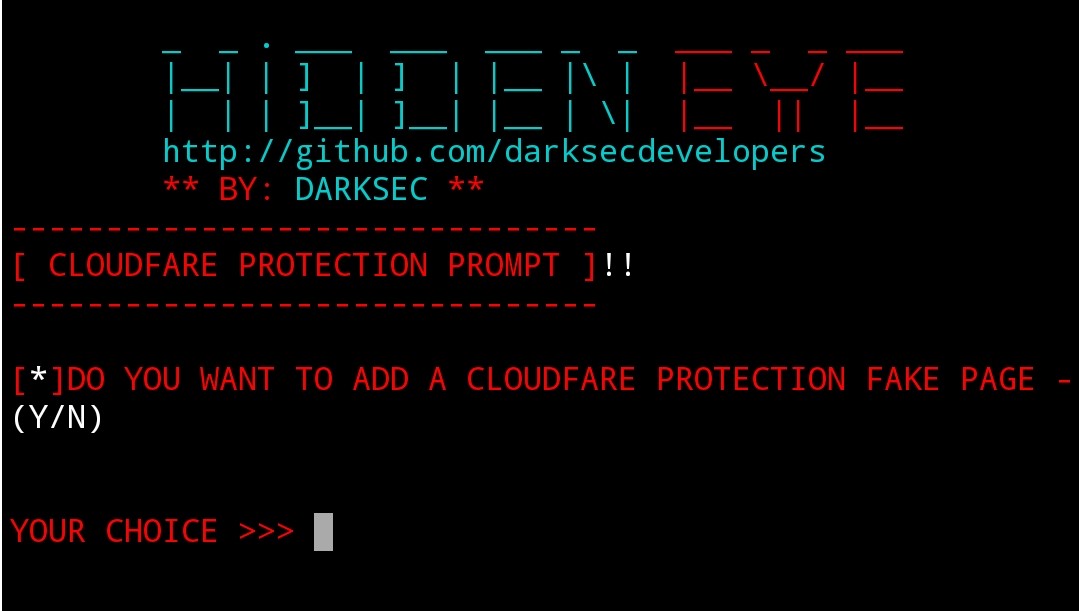 HIDDEN EYE
http://github.com/darksecdevelopers
** BY: DARKSEC **
-------------------------------
[ CLOUDFARE PROTECTION PROMPT ]!!
-------------------------------
[*]DO YOU WANT TO ADD A CLOUDFARE PROTECTION FAKE PAGE -
(Y/N)
YOUR CHOICE >>>